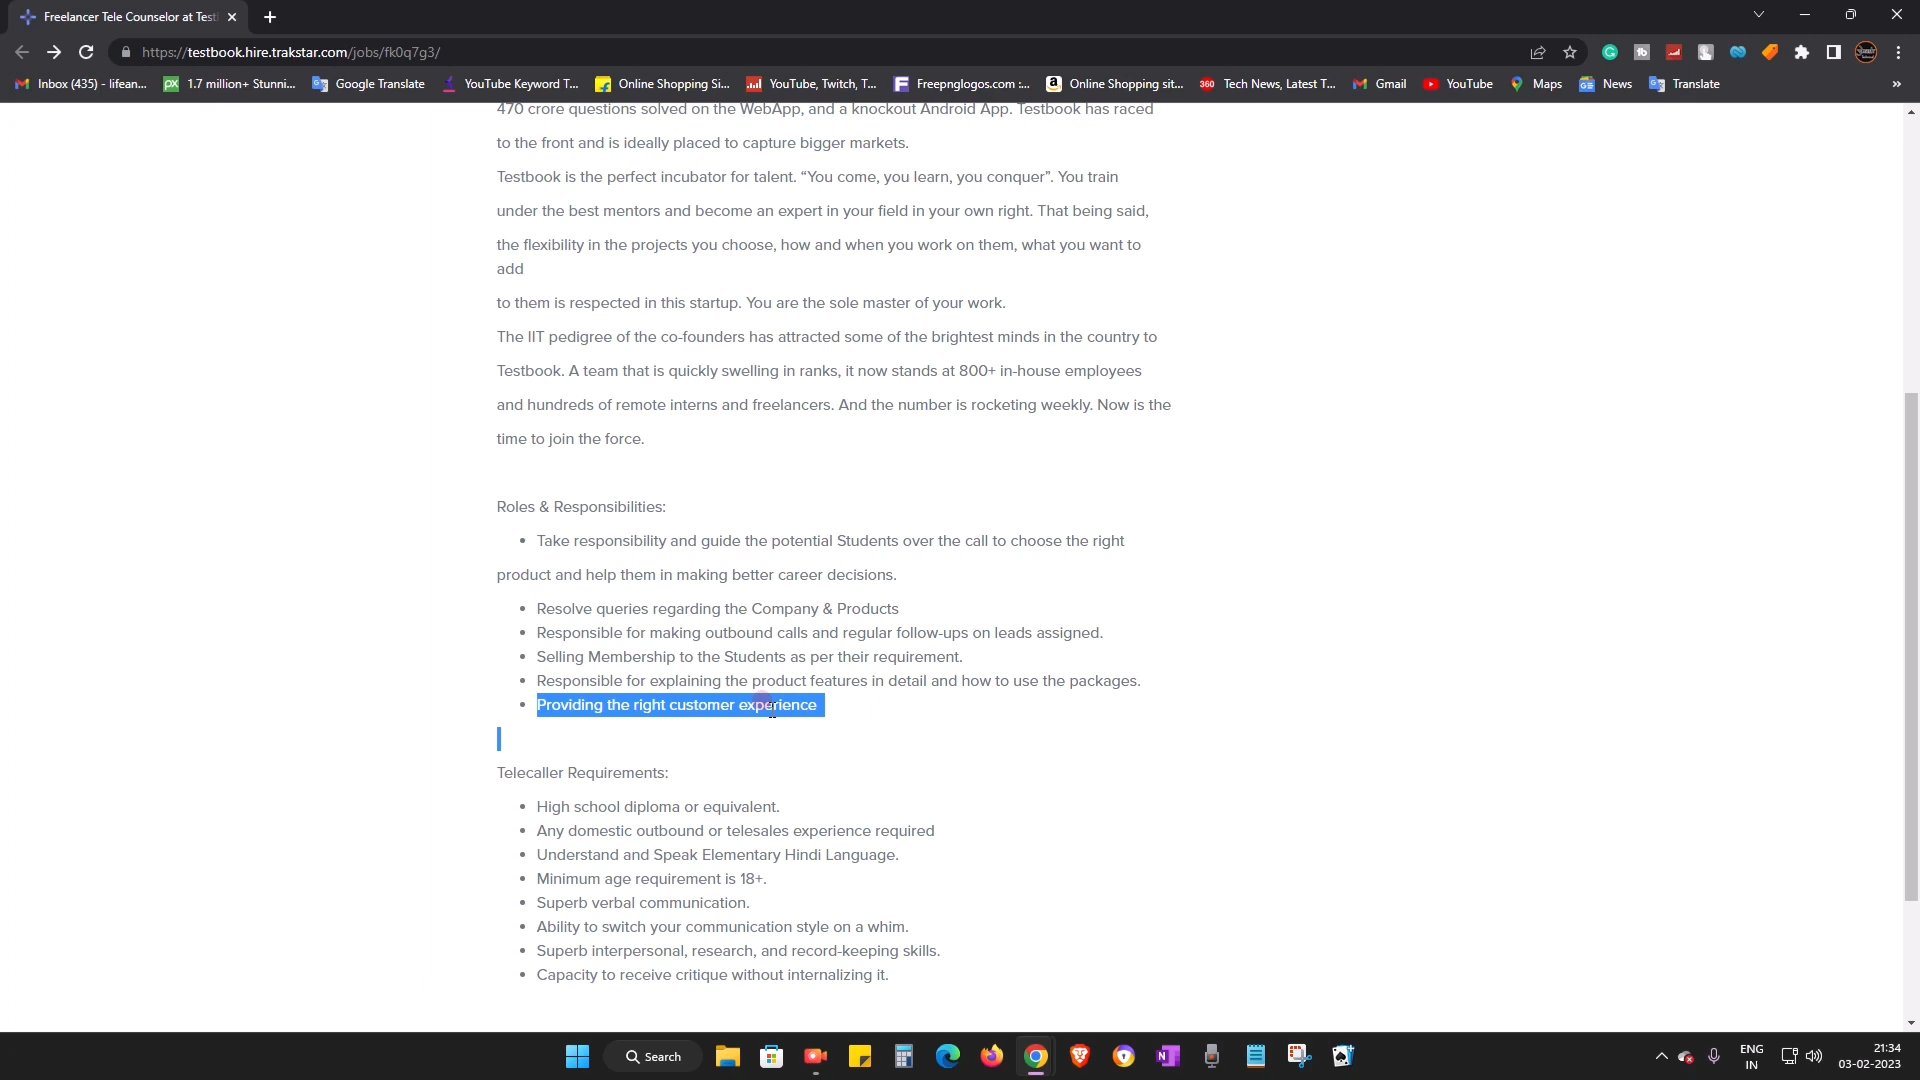 Freelancer Tele Counselor at Test
https://testbook.hire.trakstar.com/jobs/fk0q7g3/
Inbox (435) - lifean...
1.7 million+ Stunni...
Google Translate
YouTube Keyword T...
Online Shopping Si...
YouTube, Twitch, T...
Freepnglogos.com :...
Online Shopping sit...
Tech News, Latest T...
Gmail
YouTube
Maps
News
Translate
470 crore questions solved on the WebApp, and a knockout Android App. Testbook has raced
to the front and is ideally placed to capture bigger markets.
Testbook is the perfect incubator for talent. “You come, you learn, you conquer”. You train
under the best mentors and become an expert in your field in your own right. That being said,
the flexibility in the projects you choose, how and when you work on them, what you want to
add
to them is respected in this startup. You are the sole master of your work.
The IIT pedigree of the co-founders has attracted some of the brightest minds in the country to
Testbook. A team that is quickly swelling in ranks, it now stands at 800+ in-house employees
and hundreds of remote interns and freelancers. And the number is rocketing weekly. Now is the
time to join the force.
Roles & Responsibilities:
• Take responsibility and guide the potential Students over the call to choose the right
product and help them in making better career decisions.
• Resolve queries regarding the Company & Products
• Responsible for making outbound calls and regular follow-ups on leads assigned.
• Selling Membership to the Students as per their requirement.
• Responsible for explaining the product features in detail and how to use the packages.
• Providing the right customer experience
Telecaller Requirements:
• High school diploma or equivalent.
• Any domestic outbound or telesales experience required
• Understand and Speak Elementary Hindi Language.
• Minimum age requirement is 18+.
• Superb verbal communication.
• Ability to switch your communication style on a whim.
• Superb interpersonal, research, and record-keeping skills.
• Capacity to receive critique without internalizing it.
Search
ENG
IN
21:34
03-02-2023